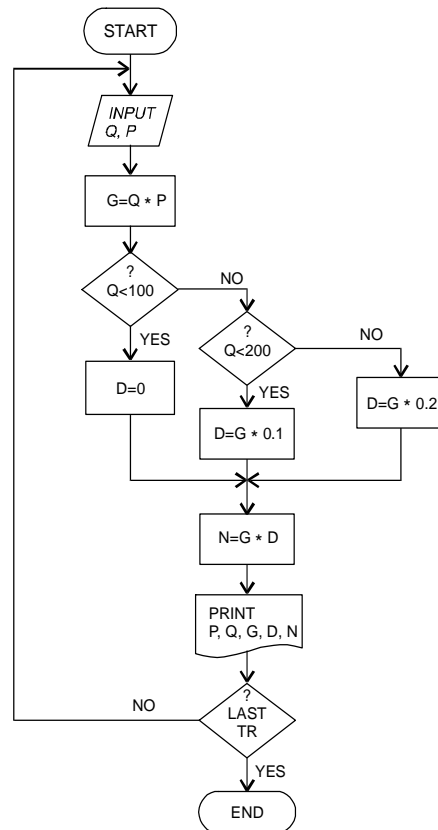 START
INPUT
Q, P
G=Q * P
?
Q<100
NO
YES
?
Q<200
NO
YES
D=0
D=G * 0.1
D=G * 0.2
N=G * D
PRINT
P, Q, G, D, N
?
LAST
TR
NO
YES
END